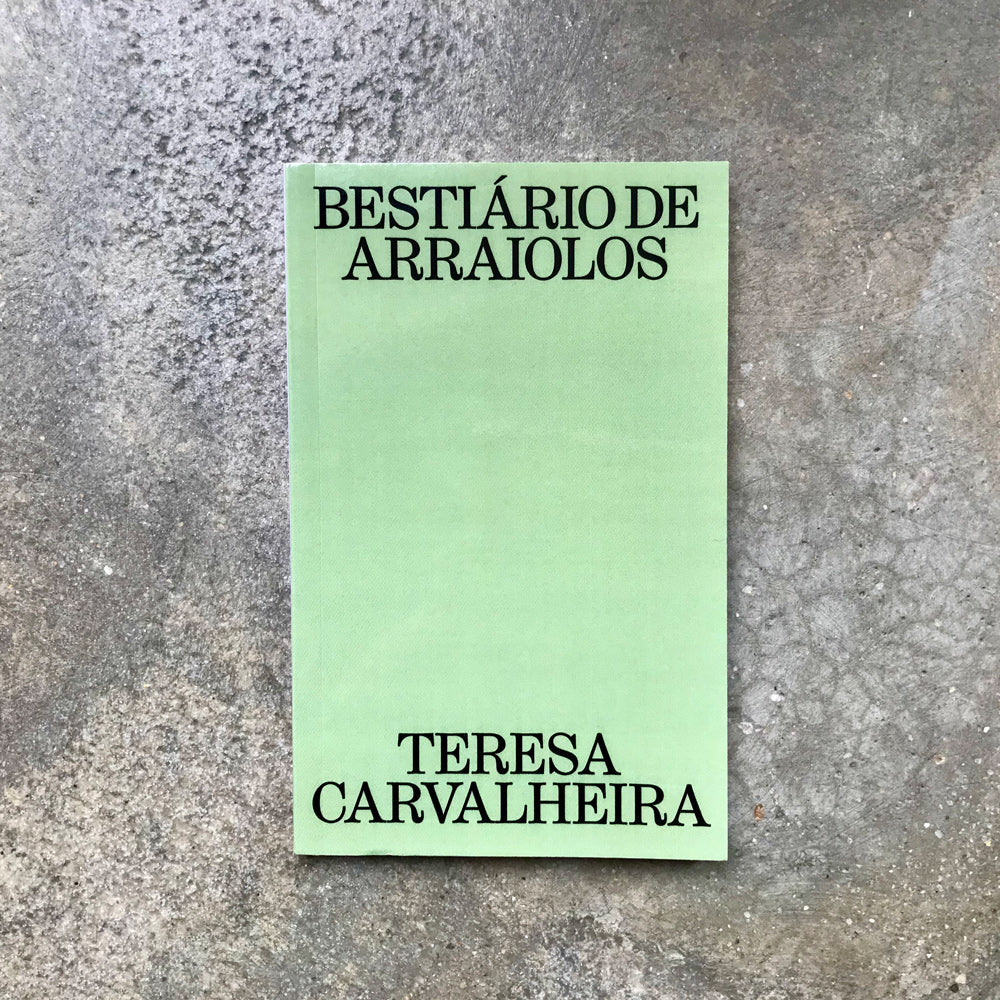 BESTIÁRIO DE
ARRAIOLOS
TERESA
CARVALHEIRA